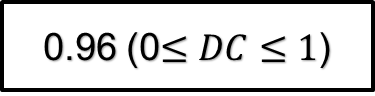 0.96 (0≤ 𝐷𝐶 ≤ 1)